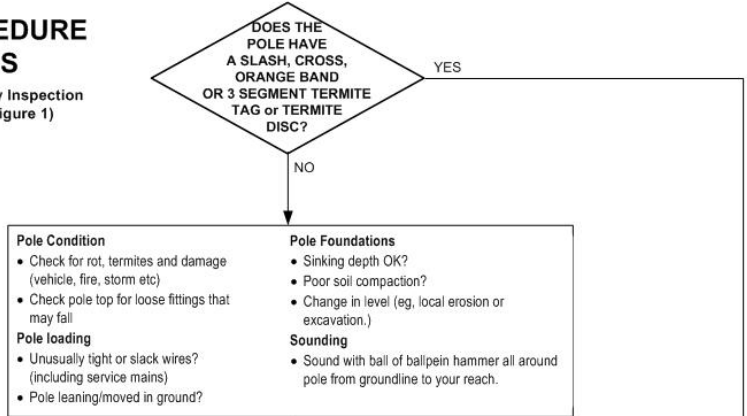 EDURE
S
y Inspection
igure 1)
DOES THE
POLE HAVE
A SLASH, CROSS,
ORANGE BAND
OR 3 SEGMENT TERMITE
TAG or TERMITE
DISC?
YES
NO
Pole Condition
• Check for rot, termites and damage
(vehicle, fire, storm etc)
• Check pole top for loose fittings that
may fall
Pole loading
• Unusually tight or slack wires?
(including service mains)
• Pole leaning/moved in ground?
Pole Foundations
• Sinking depth OK?
• Poor soil compaction?
• Change in level (eg, local erosion or
excavation.)
Sounding
• Sound with ball of ballpein hammer all around
pole from groundline to your reach.